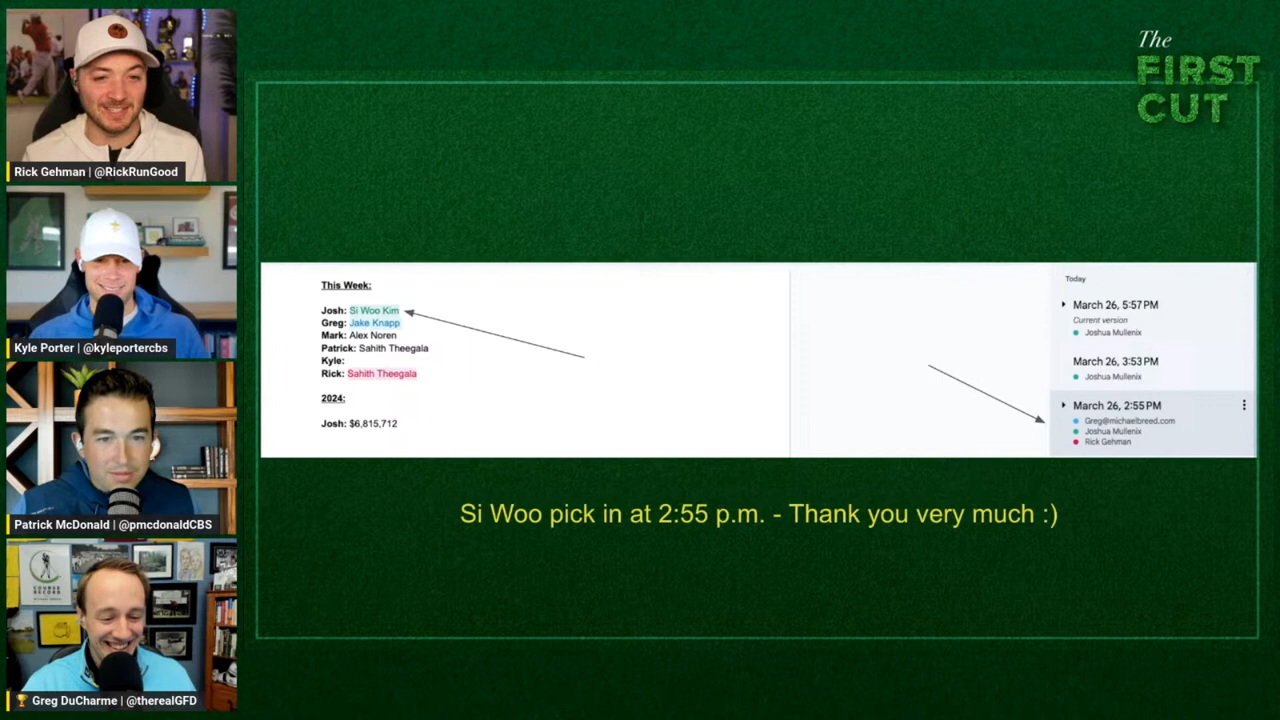 Rick Gehman | @RickRunGood
Kyle Porter | @kyleportercbs
Patrick McDonald | @pmcdonaldCBS
COURSE
RECORD
Greg DuCharme | @therealGFD
The
FIRST
CUT
This Week:
Josh: Si Woo Kim
Greg: Jake Knapp
Mark: Alex Noren
Patrick: Sahith Theegala
Kyle:
Rick: Sahith Theegala
2024:
Josh: $6,815,712
Today
March 26, 5:57 PM
Current version
Joshua Mullenix
March 26, 3:53 PM
Joshua Mullenix
March 26, 2:55 PM
Greg@michaelbreed.com
Joshua Mullenix
Rick Gehman
Si Woo pick in at 2:55 p.m. - Thank you very much :)